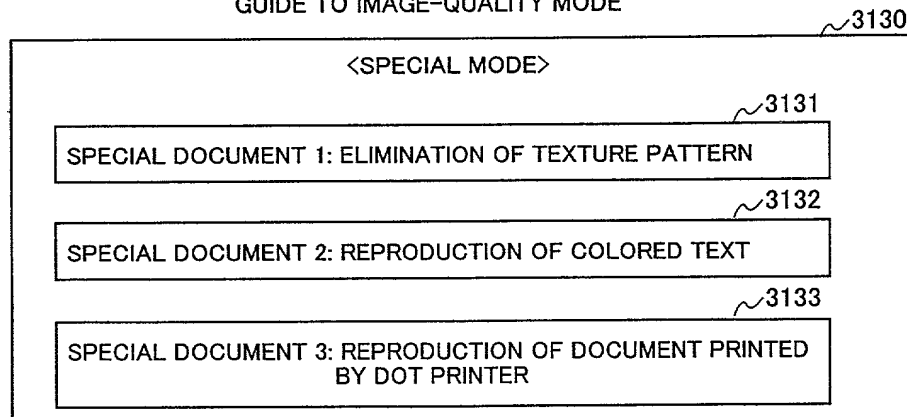 GUIDE TO IMAGE-QUALITY MODE
3130
<SPECIAL MODE>
3131
SPECIAL DOCUMENT 1: ELIMINATION OF TEXTURE PATTERN
3132
SPECIAL DOCUMENT 2: REPRODUCTION OF COLORED TEXT
3133
SPECIAL DOCUMENT 3: REPRODUCTION OF DOCUMENT PRINTED
BY DOT PRINTER